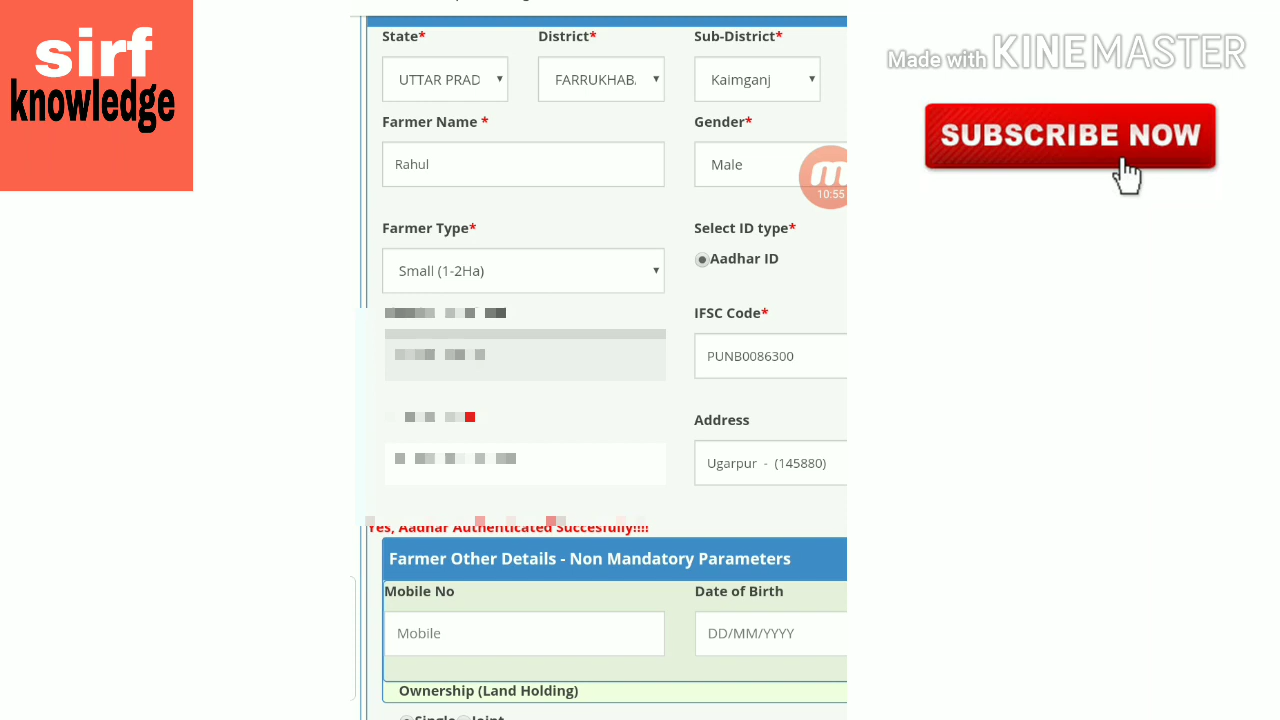 sirf
knowledge
Made with KINEMASTER
SUBSCRIBE NOW
State* District* Sub-District*
UTTAR PRAD FARRUKHAB. Kaimganj
Farmer Name * Gender*
Rahul Male
10:55
Farmer Type* Select ID type*
Small (1-2Ha) Aadhar ID
IFSC Code*
PUNB0086300
Address
Ugarpur - (145880)
Yes, Aadhar Authenticated Succesfully!!!!
Farmer Other Details - Non Mandatory Parameters
Mobile No Date of Birth
Mobile DD/MM/YYYY
Ownership (Land Holding)
Single Joint